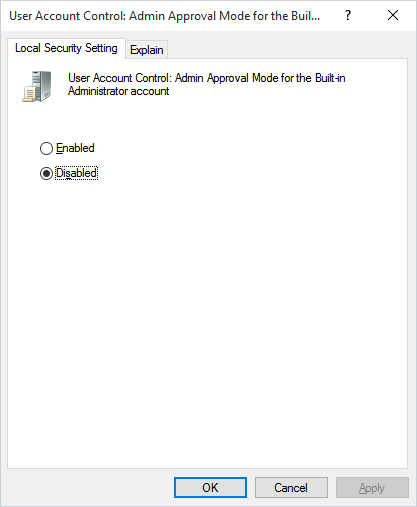 User Account Control: Admin Approval Mode for the Buil...
?
Local Security Setting
Explain
User Account Control: Admin Approval Mode for the Built-in
Administrator account
Enabled
Disabled
OK
Cancel
Apply